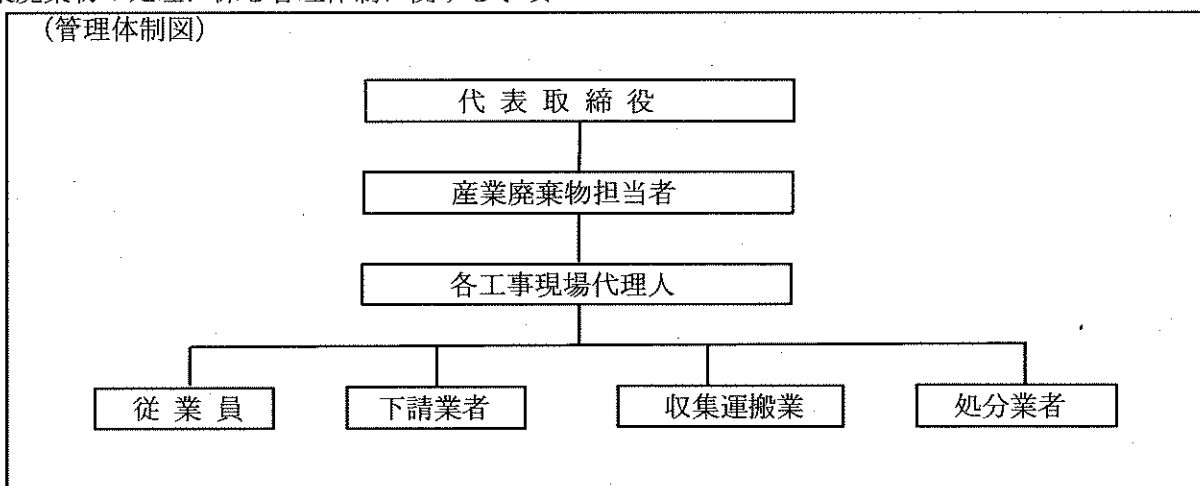 (管理体制図)
代 表 取 締 役
産業廃棄物担当者
各工事現場代理人
従 業 員 下請業者 収集運搬業 処分業者